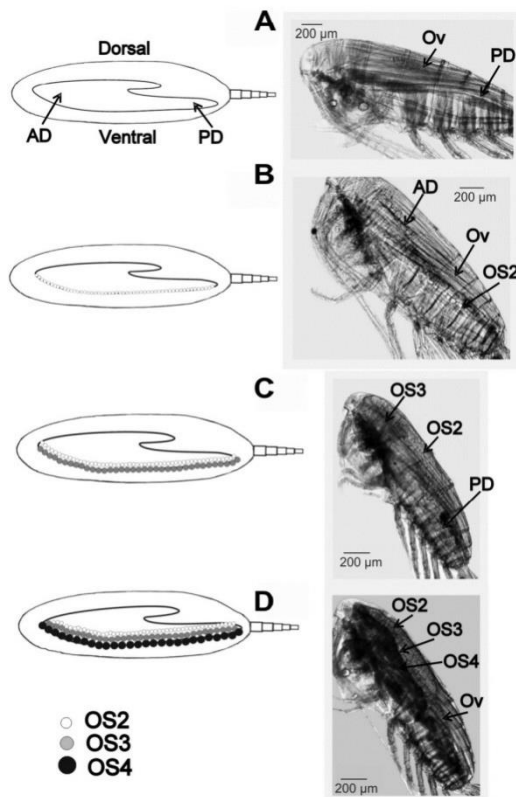 A
Dorsal
AD
PD
Ventral
200 µm
Ov
PD
B
200 µm
AD
Ov
OS2
C
OS3
OS2
PD
200 µm
D
OS2
OS3
OS4
Ov
200 µm
OS2
OS3
OS4